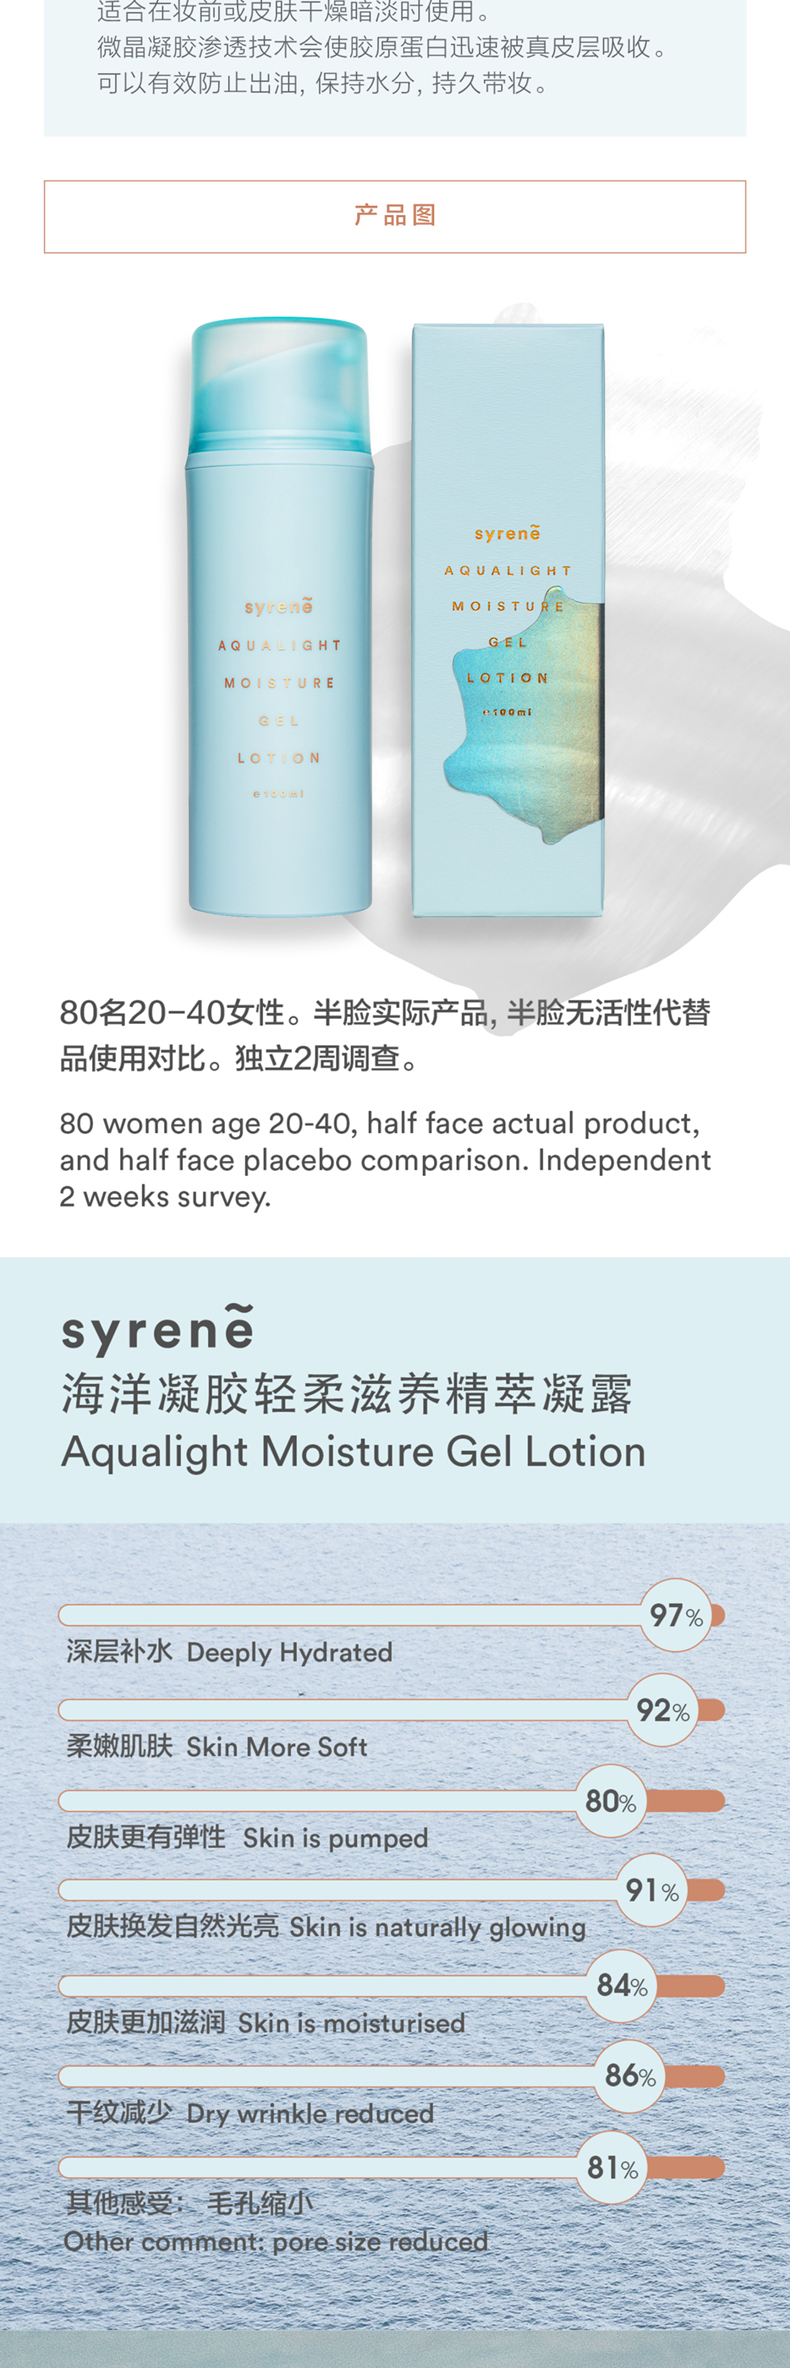 适合在妆前或皮肤干燥暗淡时使用。
微晶凝胶渗透技术会使胶原蛋白迅速被真皮层吸收。
可以有效防止出油, 保持水分, 持久带妆。
产品图
syrenẽ
AQUALIGHT
MOISTURE
GEL
LOTION
e 100ml
syrenẽ
AQUALIGHT
MOISTURE
GEL
LOTION
e 100ml
80名20-40女性。半脸实际产品, 半脸无活性代替
品使用对比。独立2周调查。
80 women age 20-40, half face actual product,
and half face placebo comparison. Independent
2 weeks survey.
syrenẽ
海洋凝胶轻柔滋养精萃凝露
Aqualight Moisture Gel Lotion
97%
深层补水 Deeply Hydrated
92%
柔嫩肌肤 Skin More Soft
80%
皮肤更有弹性 Skin is pumped
91%
皮肤换发自然光亮 Skin is naturally glowing
84%
皮肤更加滋润 Skin is moisturised
86%
干纹减少 Dry wrinkle reduced
81%
其他感受： 毛孔缩小
Other comment: pore size reduced